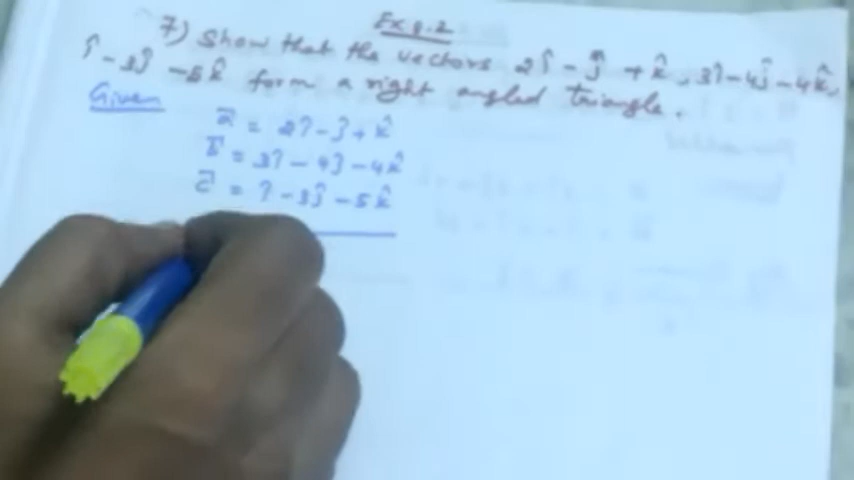 Ex 8.2
7) Show that the vectors 2î - ĵ + k̂, 3î - 4ĵ - 4k̂,
î - 3ĵ - 5k̂ form a right angled triangle.
Given
a̅ = 2î - ĵ + k̂
b̅ = 3î - 4ĵ - 4k̂
c̅ = î - 3ĵ - 5k̂